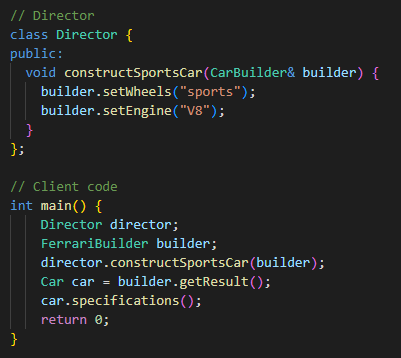 // Director
class Director {
public:
  void constructSportsCar(CarBuilder& builder) {
    builder.setWheels("sports");
    builder.setEngine("V8");
  }
};

// Client code
int main() {
    Director director;
    FerrariBuilder builder;
    director.constructSportsCar(builder);
    Car car = builder.getResult();
    car.specifications();
    return 0;
}